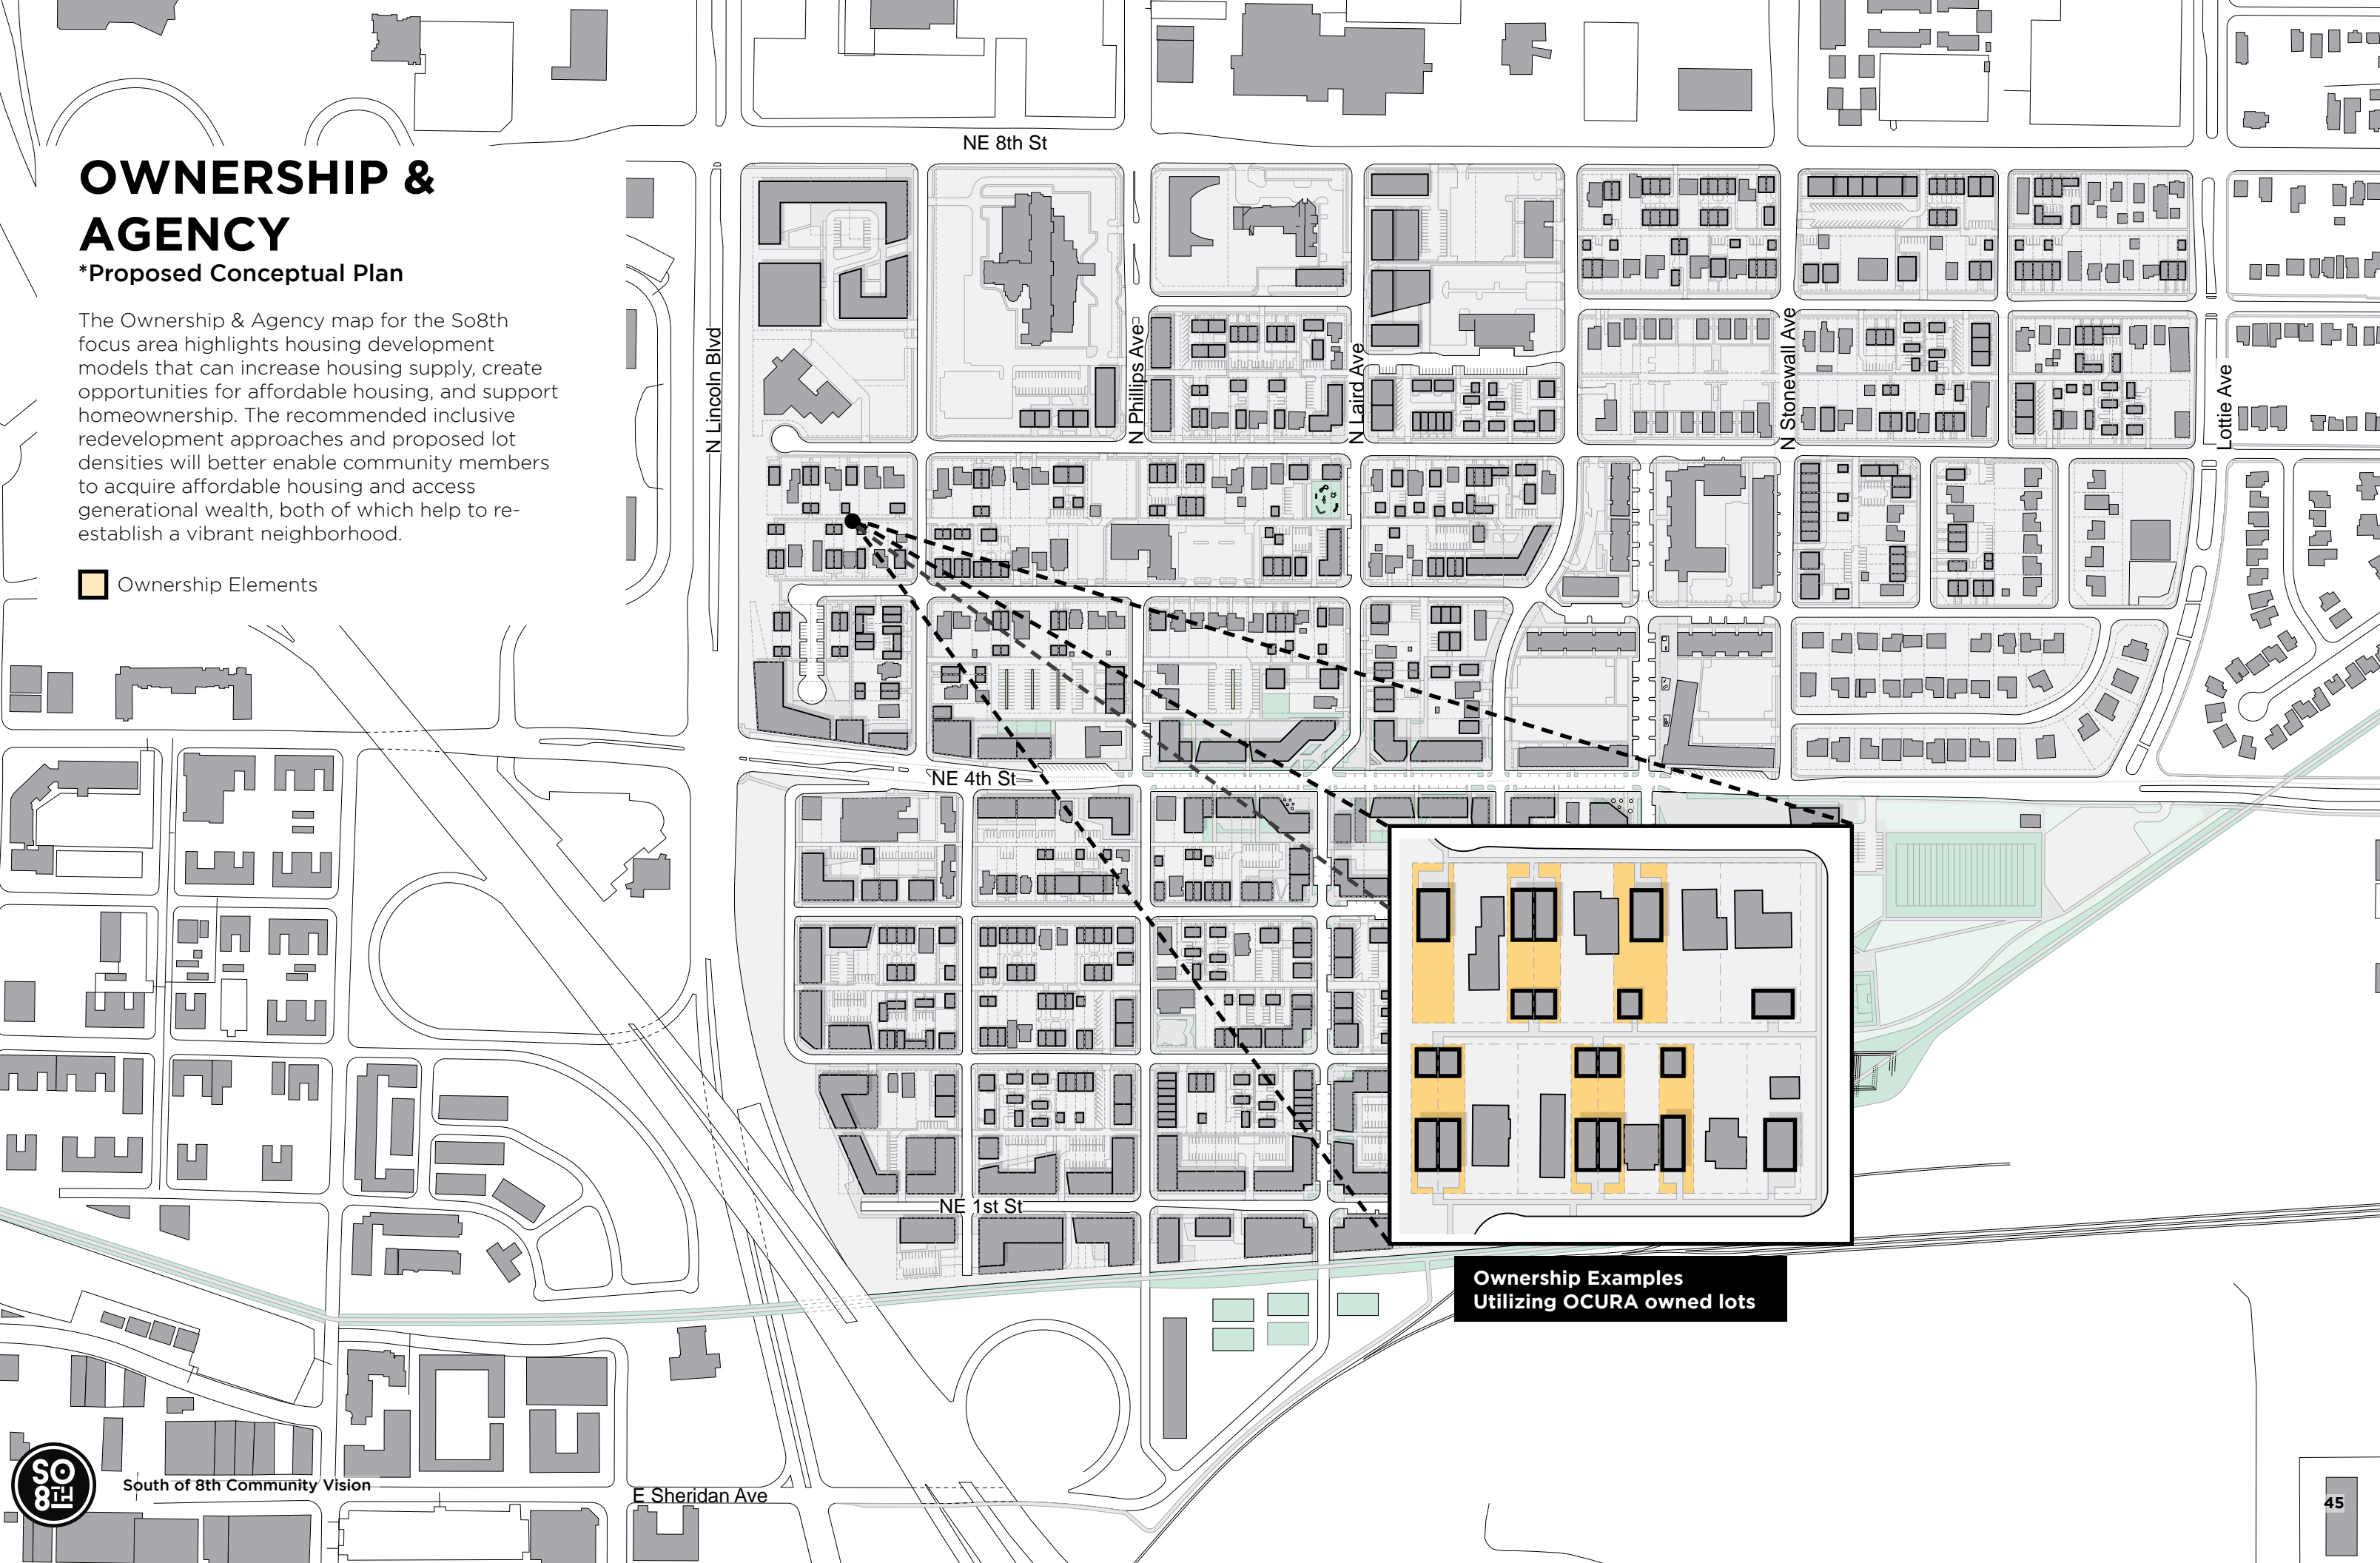 NE 8th St
OWNERSHIP &
AGENCY
*Proposed Conceptual Plan
The Ownership & Agency map for the So8th
focus area highlights housing development
models that can increase housing supply, create
opportunities for affordable housing, and support
homeownership. The recommended inclusive
redevelopment approaches and proposed lot
densities will better enable community members
to acquire affordable housing and access
generational wealth, both of which help to re-
establish a vibrant neighborhood.
Ownership Elements
N Lincoln Blvd
N Phillips Ave
N Laird Ave
N Stonewall Ave
Lottie Ave
NE 4th St
NE 1st St
Ownership Examples
Utilizing OCURA owned lots
SO
8TH
South of 8th Community Vision
E Sheridan Ave
45